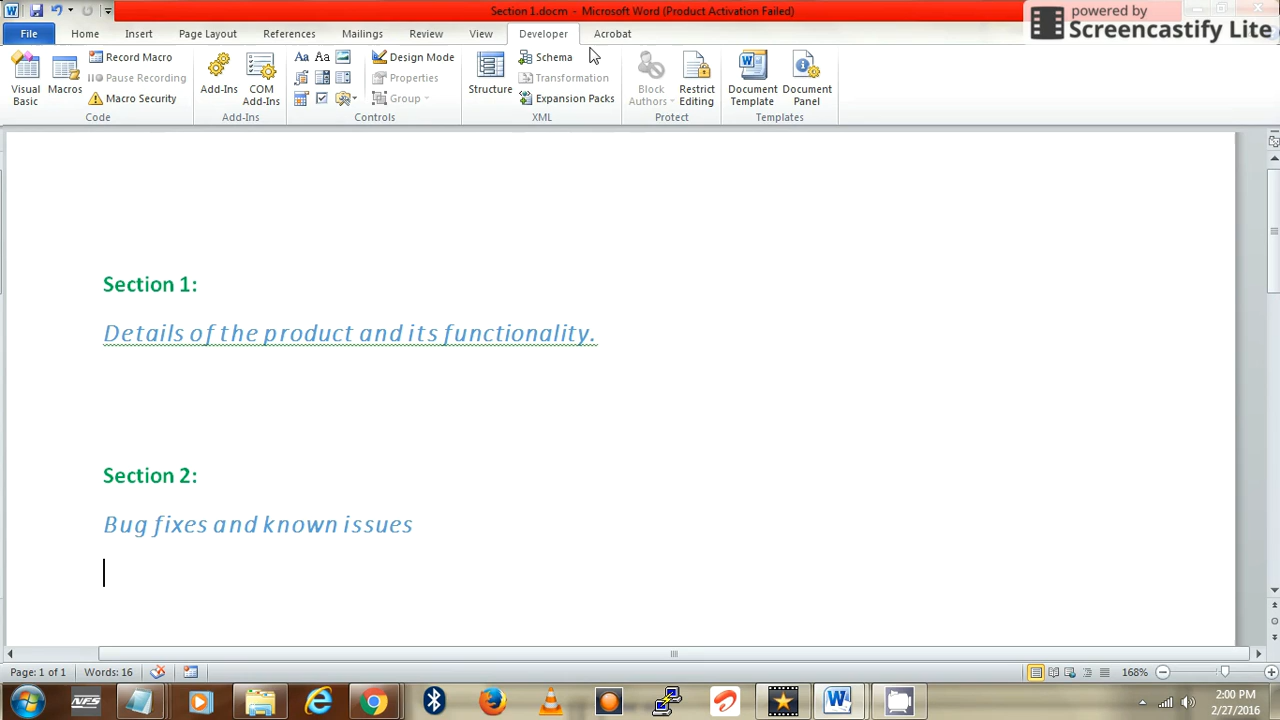 Section 1.docm - Microsoft Word (Product Activation Failed)
powered by
Screencastify Lite
File Home Insert Page Layout References Mailings Review View Developer Acrobat
Visual Basic
Macros
Record Macro
Pause Recording
Macro Security
Code
Add-Ins
COM Add-Ins
Add-Ins
Aa Aa
Design Mode
Properties
Group
Controls
Structure
Schema
Transformation
Expansion Packs
XML
Block Authors
Restrict Editing
Protect
Document Template
Document Panel
Templates
Section 1:
Details of the product and its functionality.
Section 2:
Bug fixes and known issues
Page: 1 of 1 Words: 16
168%
NFS
2:00 PM
2/27/2016